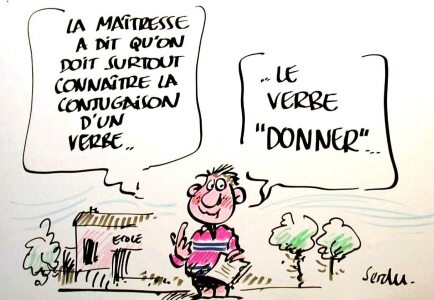 LA MAÎTRESSE
A DIT QU'ON
DOIT SURTOUT
CONNAÎTRE LA
CONJUGAISON
D'UN
VERBE..
.. LE
VERBE
"DONNER"...
ECOLE
Serdu.